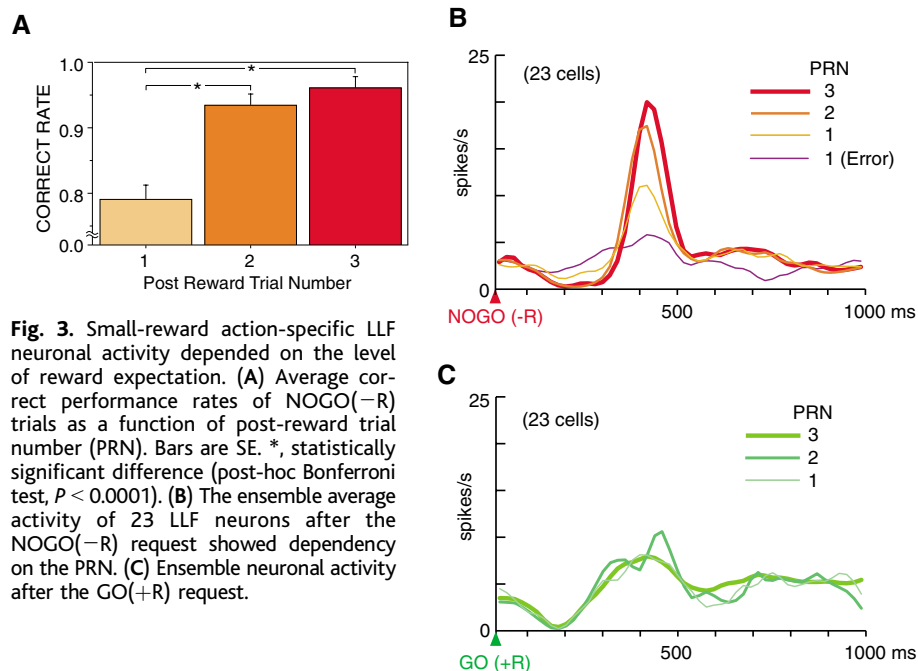 A
CORRECT RATE
1.0
0.9
0.8
0.0
*
*
1 2 3
Post Reward Trial Number
Fig. 3. Small-reward action-specific LLF
neuronal activity depended on the level
of reward expectation. (A) Average cor-
rect performance rates of NOGO(−R)
trials as a function of post-reward trial
number (PRN). Bars are SE. *, statistically
significant difference (post-hoc Bonferroni
test, P < 0.0001). (B) The ensemble average
activity of 23 LLF neurons after the
NOGO(−R) request showed dependency
on the PRN. (C) Ensemble neuronal activity
after the GO(+R) request.
B
25
(23 cells)
PRN
3
2
1
1 (Error)
spikes/s
0
NOGO (-R)
500
1000 ms
C
25
(23 cells)
PRN
3
2
1
spikes/s
0
GO (+R)
500
1000 ms